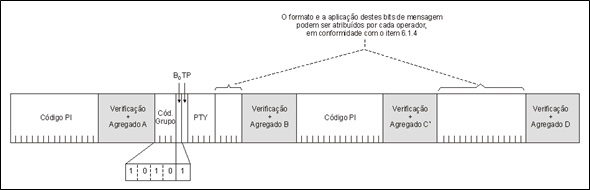 O formato e a aplicação destes bits de mensagem
podem ser atribuídos por cada operador,
em conformidade com o item 6.1.4
B₀ TP
Código PI
Verificação
+
Agregado A
Cód.
Grupo
PTY
Verificação
+
Agregado B
Código PI
Verificação
+
Agregado C'
Verificação
+
Agregado D
1 0 1 0 1